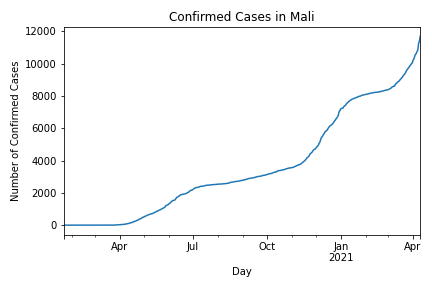 Confirmed Cases in Mali
12000
10000
8000
6000
4000
2000
0
Number of Confirmed Cases
Apr
Jul
Oct
Jan
2021
Apr
Day